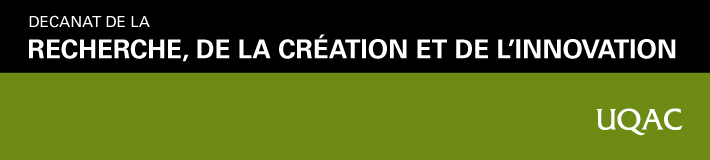 DECANAT DE LA
RECHERCHE, DE LA CRÉATION ET DE L'INNOVATION
UQAC